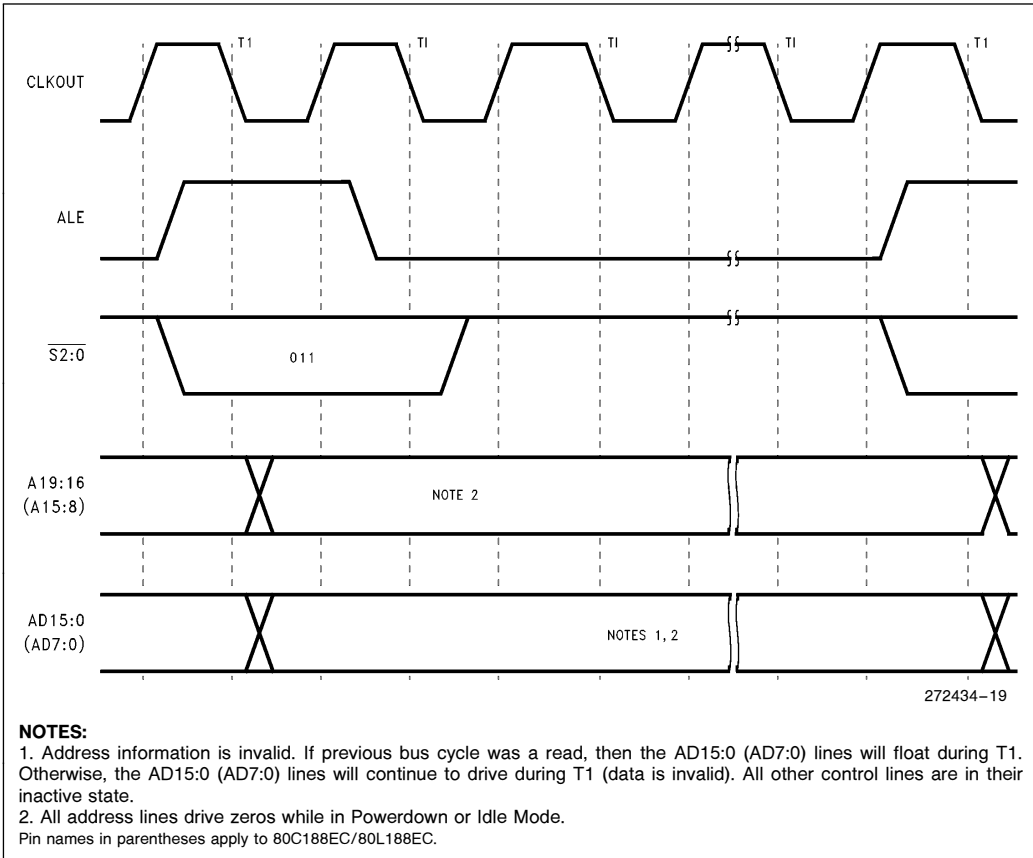 T1 TI TI TI T1
CLKOUT
ALE
S2:0
011
A19:16
(A15:8)
NOTE 2
AD15:0
(AD7:0)
NOTES 1,2
272434–19
NOTES:
1. Address information is invalid. If previous bus cycle was a read, then the AD15:0 (AD7:0) lines will float during T1.
Otherwise, the AD15:0 (AD7:0) lines will continue to drive during T1 (data is invalid). All other control lines are in their
inactive state.
2. All address lines drive zeros while in Powerdown or Idle Mode.
Pin names in parentheses apply to 80C188EC/80L188EC.